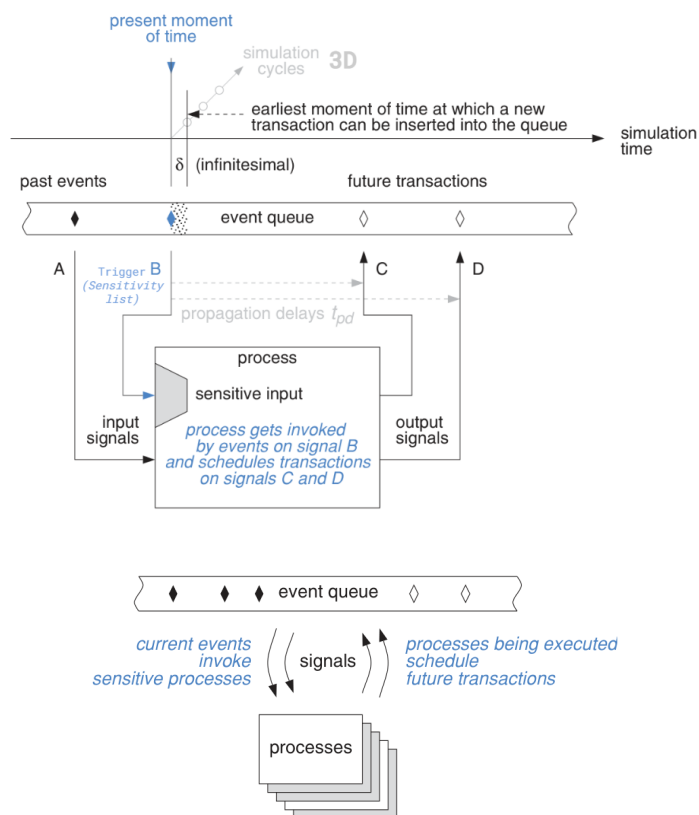 present moment
of time
simulation
cycles 3D
earliest moment of time at which a new
transaction can be inserted into the queue
simulation
time
δ (infinitesimal)
past events
future transactions
event queue
A
Trigger B
(Sensitivity
list)
C
D
propagation delays tpd
process
sensitive input
input
signals
process gets invoked
by events on signal B
and schedules transactions
on signals C and D
output
signals
event queue
current events
invoke
sensitive processes
signals
processes being executed
schedule
future transactions
processes